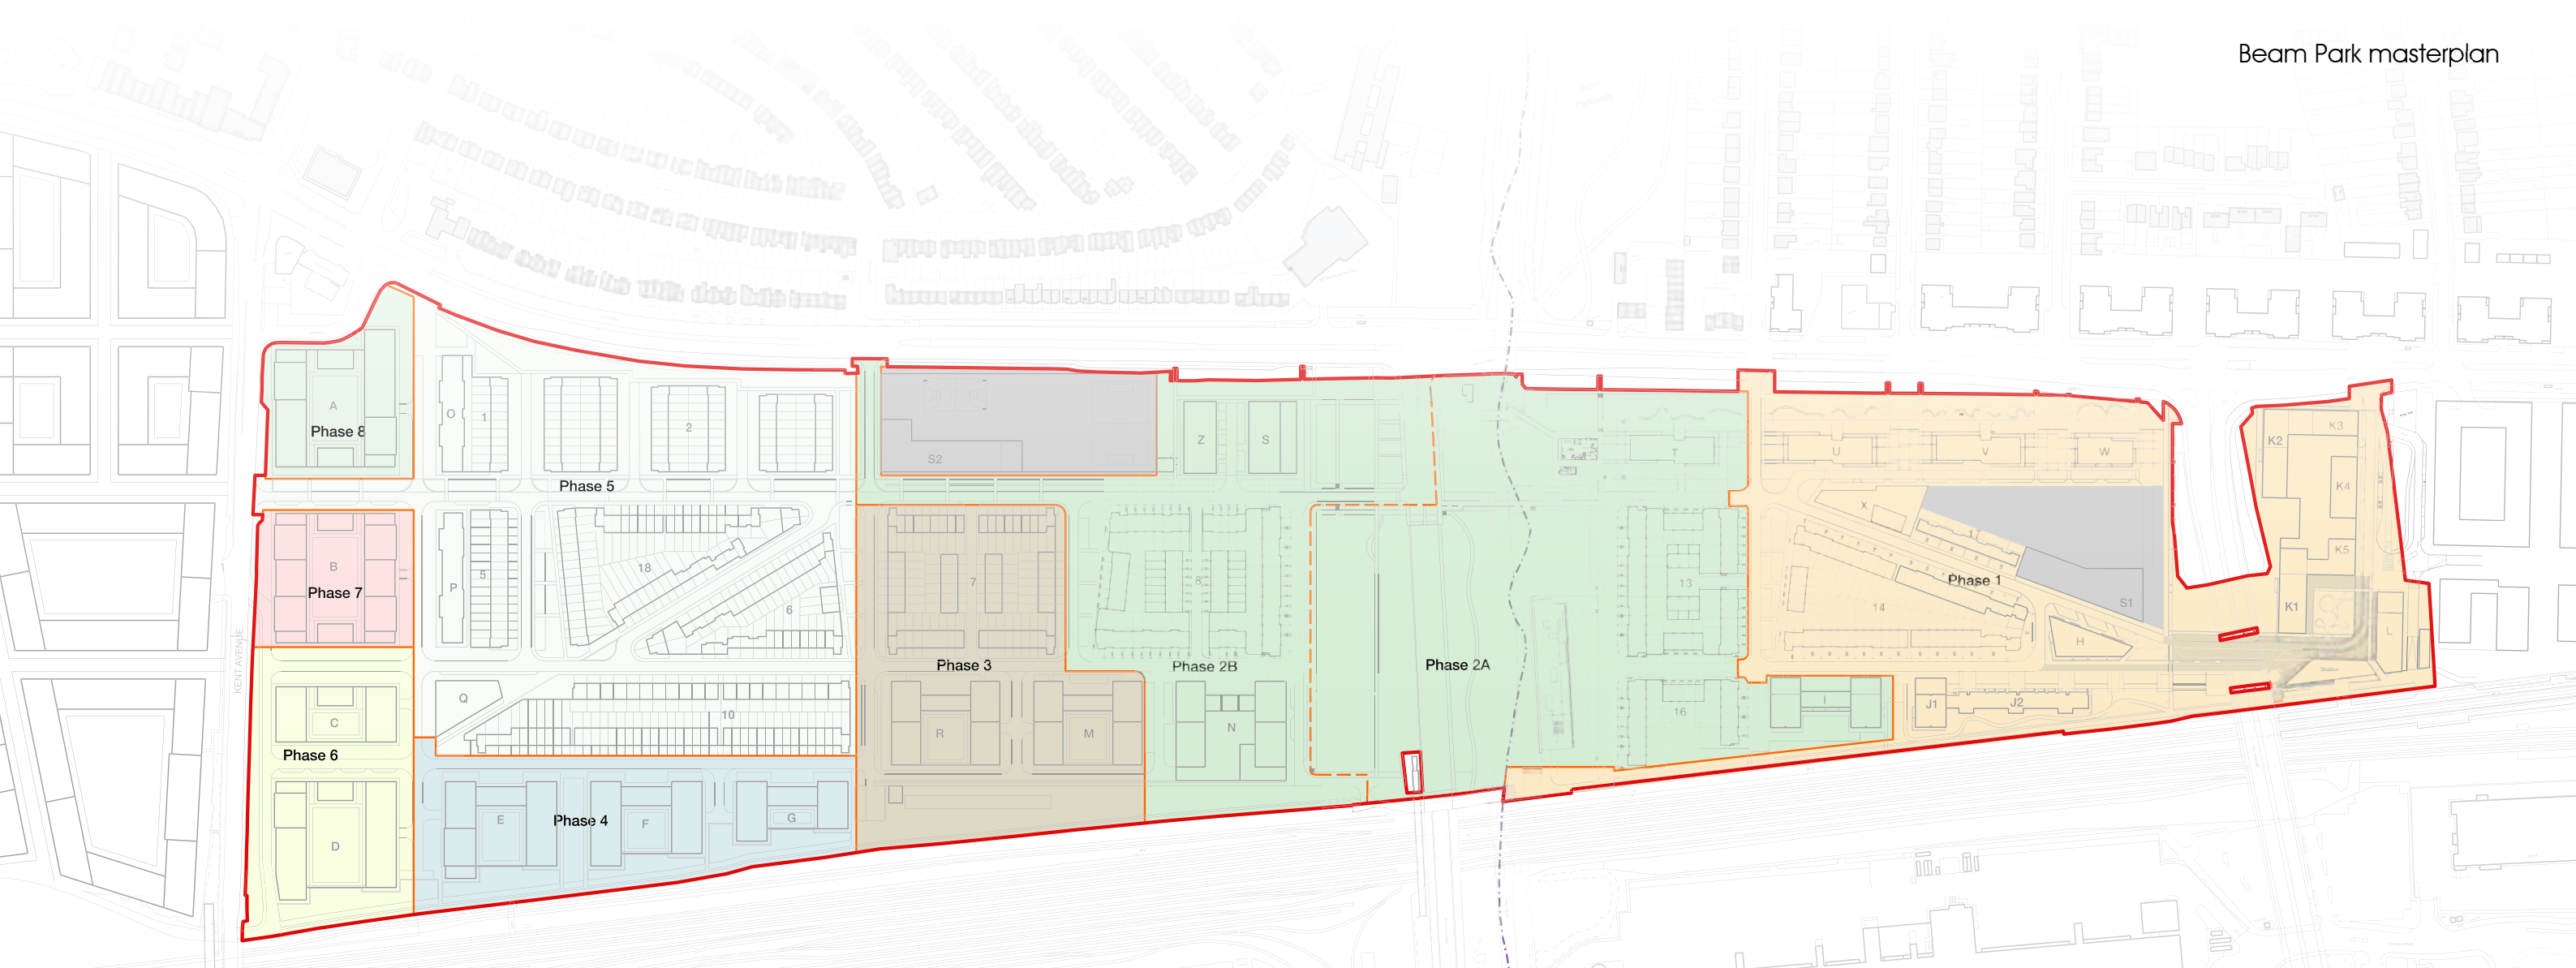 Beam Park masterplan
A
Phase 8
O
1
2
Phase 5
S2
Z
S
T
U
V
W
K2
K3
K4
X
K5
B
Phase 7
P
5
18
6
7
8
13
Phase 1
14
S1
K1
H
L
Station
KENT AVENUE
Phase 3
Phase 2B
Phase 2A
C
Q
10
R
M
N
16
I
J1
J2
Phase 6
D
E
Phase 4
F
G